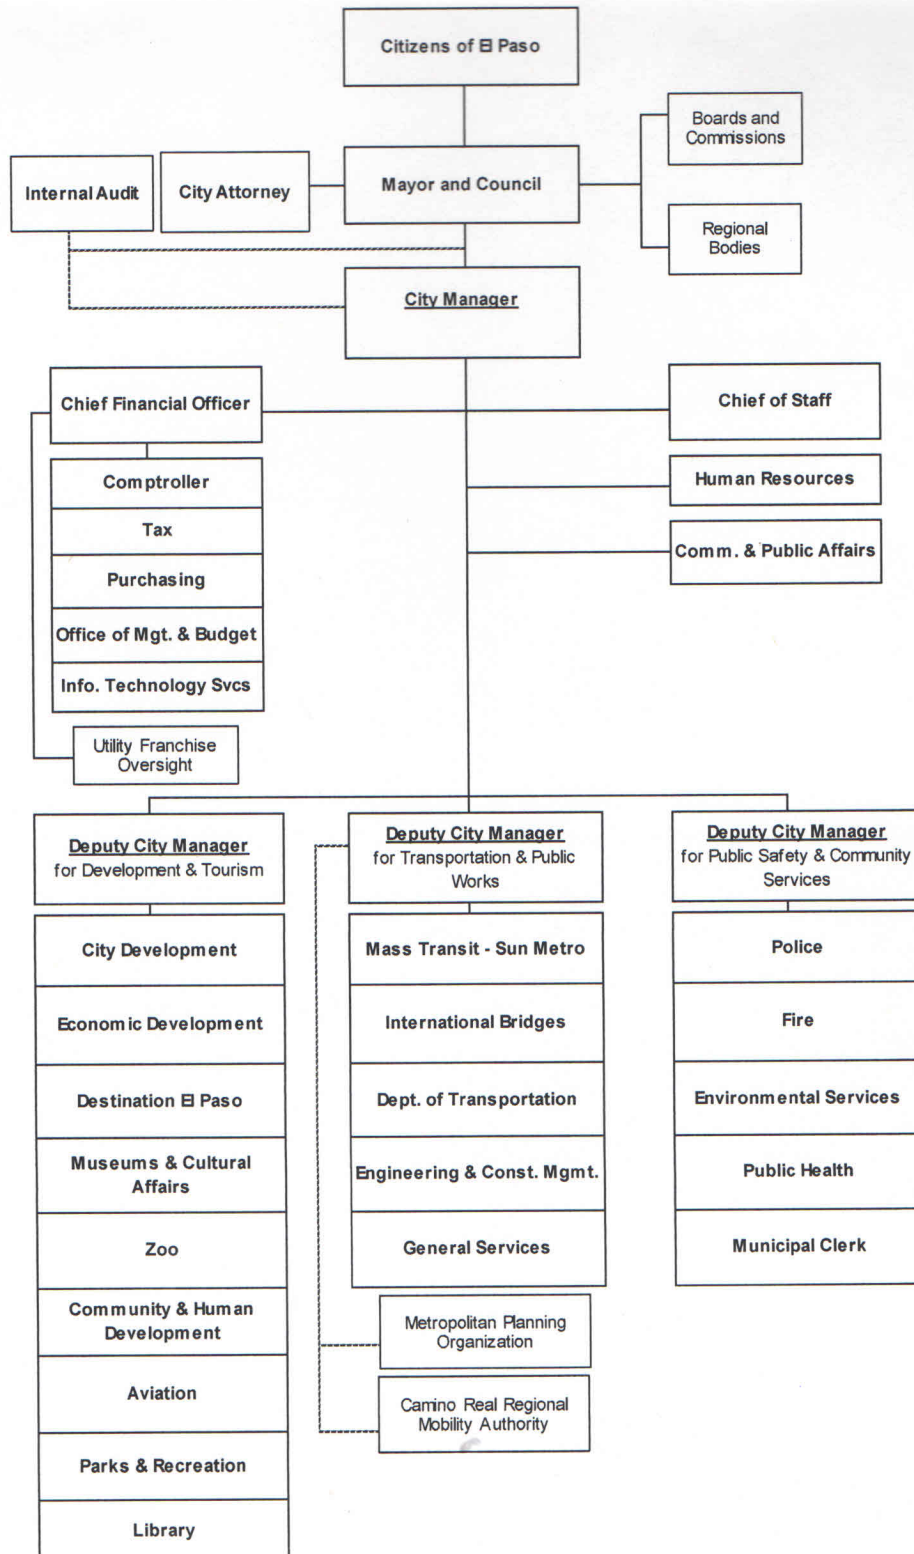 Citizens of El Paso
Boards and
Commissions
Internal Audit
City Attorney
Mayor and Council
Regional
Bodies
City Manager
Chief Financial Officer
Chief of Staff
Comptroller
Human Resources
Tax
Comm. & Public Affairs
Purchasing
Office of Mgt. & Budget
Info. Technology Svcs
Utility Franchise
Oversight
Deputy City Manager
for Development & Tourism
Deputy City Manager
for Transportation & Public
Works
Deputy City Manager
for Public Safety & Community
Services
City Development
Economic Development
Destination El Paso
Museums & Cultural
Affairs
Zoo
Community & Human
Development
Aviation
Parks & Recreation
Library
Mass Transit - Sun Metro
International Bridges
Dept. of Transportation
Engineering & Const. Mgmt.
General Services
Metropolitan Planning
Organization
Camino Real Regional
Mobility Authority
Police
Fire
Environmental Services
Public Health
Municipal Clerk